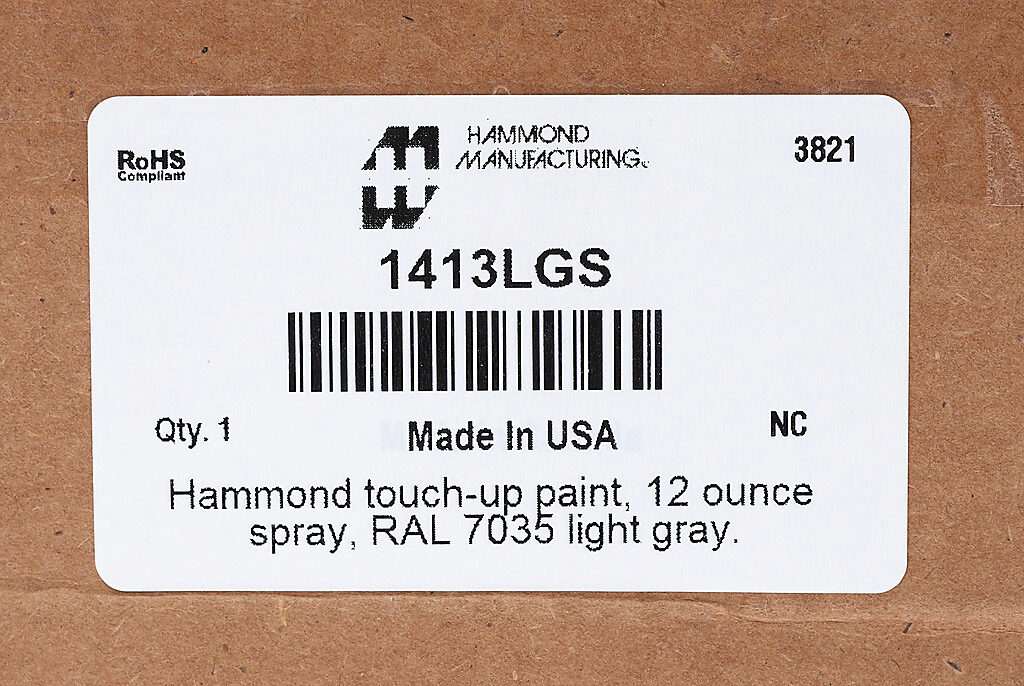 RoHS
Compliant
HAMMOND
MANUFACTURING.
3821
1413LGS
Qty. 1
Made In USA
NC
Hammond touch-up paint, 12 ounce
spray, RAL 7035 light gray.